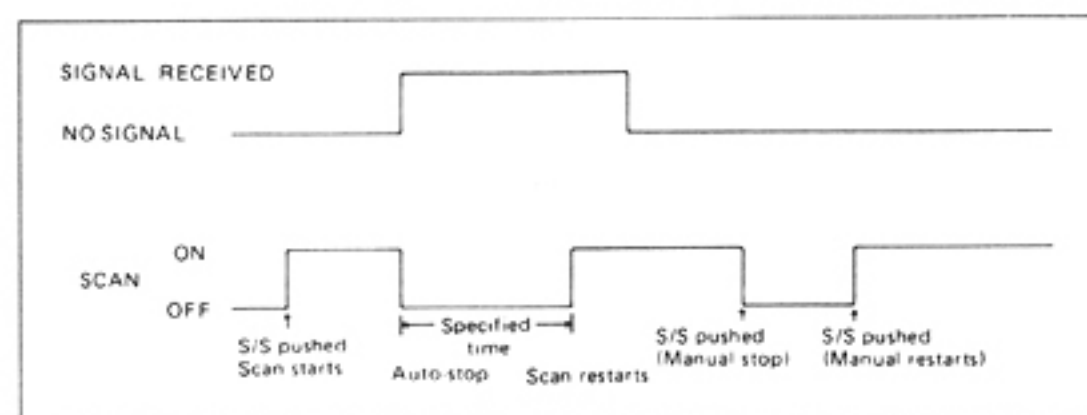 SIGNAL RECEIVED
NO SIGNAL
ON
SCAN
OFF
S/S pushed
Scan starts
Specified
time
Auto-stop
Scan restarts
S/S pushed
(Manual stop)
S/S pushed
(Manual restarts)